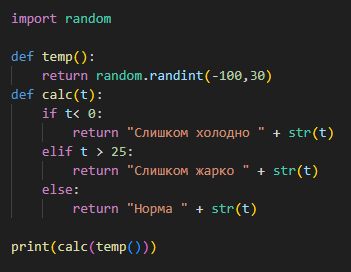 import random

def temp():
    return random.randint(-100,30)
def calc(t):
    if t< 0:
        return "Слишком холодно " + str(t)
    elif t > 25:
        return "Слишком жарко " + str(t)
    else:
        return "Норма " + str(t)

print(calc(temp()))